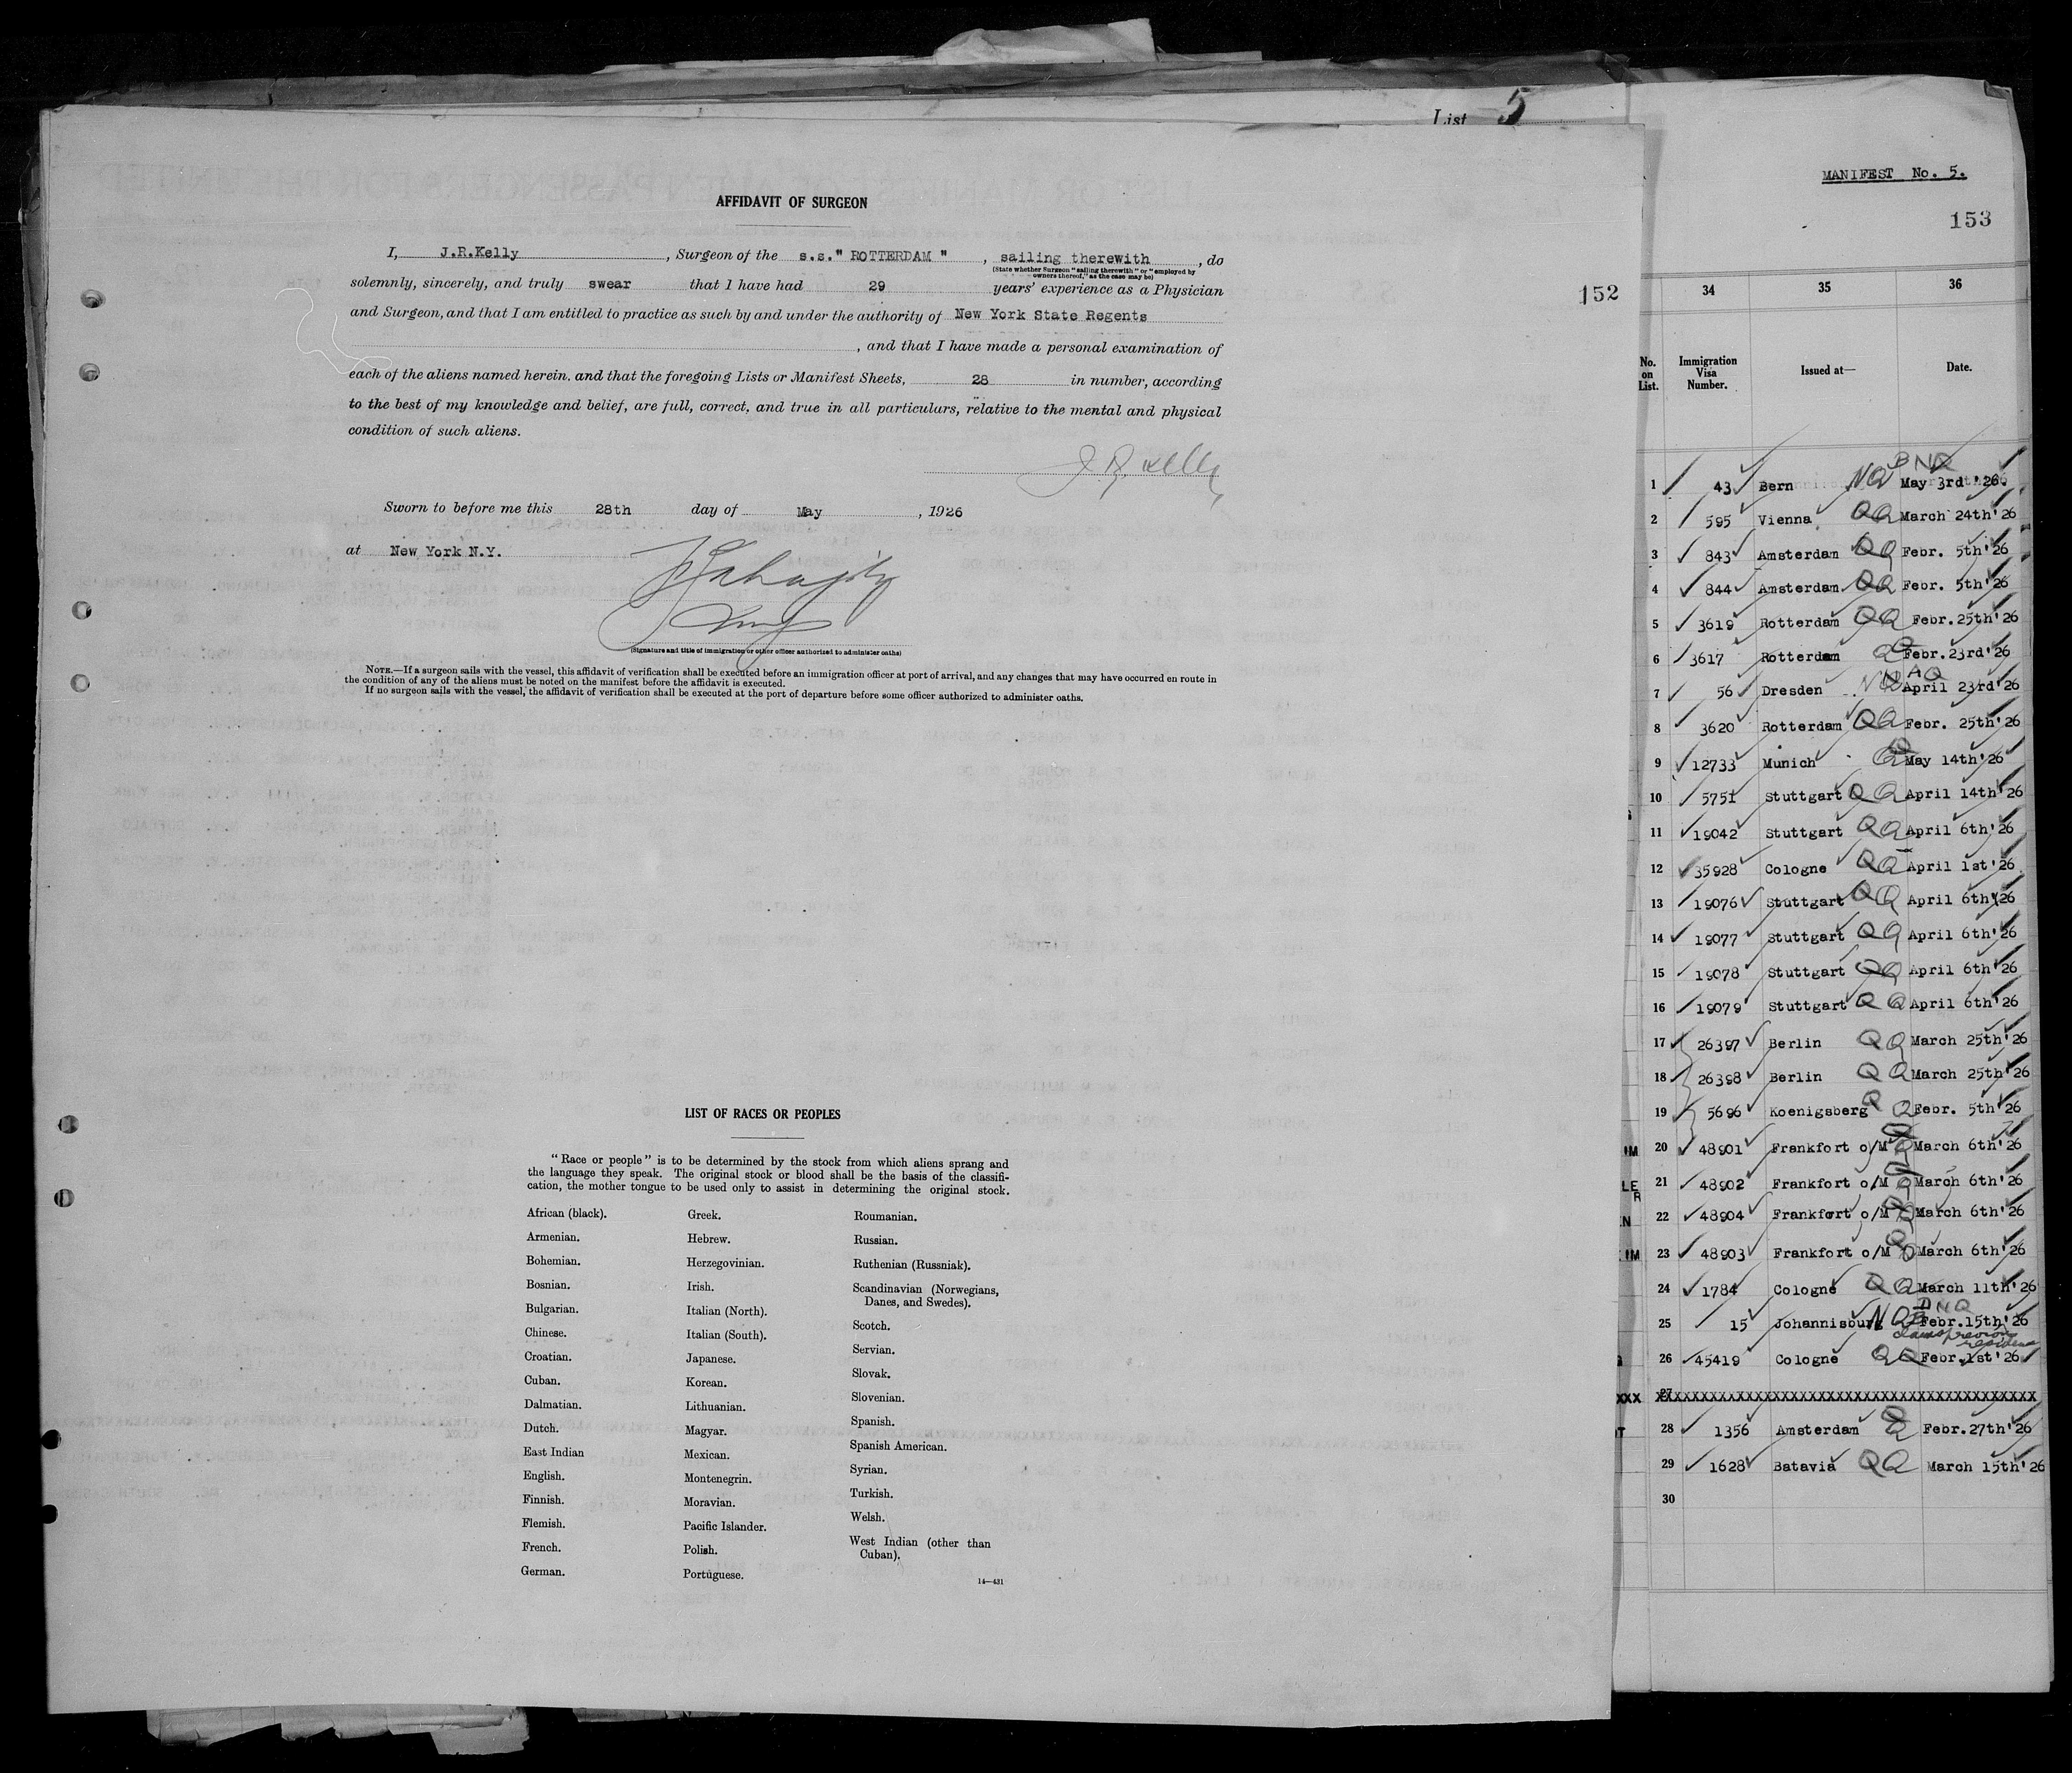 List 5
AFFIDAVIT OF SURGEON
I, J.R.Kelly, Surgeon of the s.s." ROTTERDAM ", sailing therewith, do
(State whether Surgeon "sailing therewith" or "employed by
owners thereof," as the case may be)
solemnly, sincerely, and truly swear that I have had 29 years' experience as a Physician
and Surgeon, and that I am entitled to practice as such by and under the authority of New York State Regents
, and that I have made a personal examination of
each of the aliens named herein. and that the foregoing Lists or Manifest Sheets, 28 in number, according
to the best of my knowledge and belief, are full, correct, and true in all particulars, relative to the mental and physical
condition of such aliens.
J. R. Kelly
Sworn to before me this 28th day of May, 1926
at New York N.Y.
(Signature and title of immigration or other officer authorized to administer oaths)
NOTE.—If a surgeon sails with the vessel, this affidavit of verification shall be executed before an immigration officer at port of arrival, and any changes that may have occurred en route in
the condition of any of the aliens must be noted on the manifest before the affidavit is executed.
If no surgeon sails with the vessel, the affidavit of verification shall be executed at the port of departure before some officer authorized to administer oaths.
152
LIST OF RACES OR PEOPLES
"Race or people" is to be determined by the stock from which aliens sprang and
the language they speak. The original stock or blood shall be the basis of the classifi-
cation, the mother tongue to be used only to assist in determining the original stock.
African (black).
Armenian.
Bohemian.
Bosnian.
Bulgarian.
Chinese.
Croatian.
Cuban.
Dalmatian.
Dutch.
East Indian
English.
Finnish.
Flemish.
French.
German.
Greek.
Hebrew.
Herzegovinian.
Irish.
Italian (North).
Italian (South).
Japanese.
Korean.
Lithuanian.
Magyar.
Mexican.
Montenegrin.
Moravian.
Pacific Islander.
Polish.
Portuguese.
Roumanian.
Russian.
Ruthenian (Russniak).
Scandinavian (Norwegians,
Danes, and Swedes).
Scotch.
Servian.
Slovak.
Slovenian.
Spanish.
Spanish American.
Syrian.
Turkish.
Welsh.
West Indian (other than
Cuban).
14—431
MANIFEST No. 5.
153
34 35 36
No. on List. Immigration Visa Number. Issued at— Date.
1 43 Bern NQ BNQ May 3rd '26.
2 595 Vienna QQ March 24th'26
3 843 Amsterdam QQ Febr. 5th'26
4 844 Amsterdam QQ Febr. 5th'26
5 3619 Rotterdam QQ Febr.25th'26
6 3617 Rotterdam QQ Febr.23rd'26
7 56 Dresden NQ NAQ April 23rd'26
8 3620 Rotterdam QQ Febr. 25th'26
9 12733 Munich QQ May 14th'26
10 5751 Stuttgart QQ April 14th'26
11 19042 Stuttgart QQ April 6th'26
12 35928 Cologne QQ April 1st'26
13 19076 Stuttgart QQ April 6th'26
14 19077 Stuttgart QQ April 6th'26
15 19078 Stuttgart QQ April 6th'26
16 19079 Stuttgart QQ April 6th'26
17 26397 Berlin QQ March 25th'26
18 26398 Berlin QQ March 25th'26
19 5696 Koenigsberg QQ Febr. 5th'26
20 48901 Frankfort o/M QQ March 6th'26
21 48902 Frankfort o/M QQ March 6th'26
22 48904 Frankfort o/M QQ March 6th'26
23 48903 Frankfort o/M QQ March 6th'26
24 1784 Cologne QQ March 11th'26
25 15 Johannisburg NQ DNQ Febr.15th'26
26 45419 Cologne QQ Febr.1st'26
27 XXXXXXXXXXXXXXXXXXXXXXXXXXXXXXXXXXXXXXXX
28 1356 Amsterdam QQ Febr.27th'26
29 1628 Batavia QQ March 15th'26
30